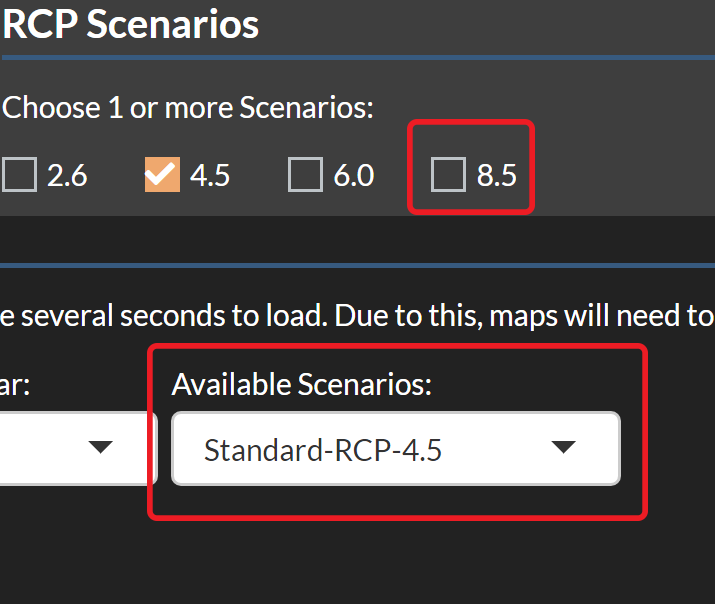 RCP Scenarios
Choose 1 or more Scenarios:
2.6 4.5 6.0 8.5
e several seconds to load. Due to this, maps will need to
ar: Available Scenarios:
Standard-RCP-4.5